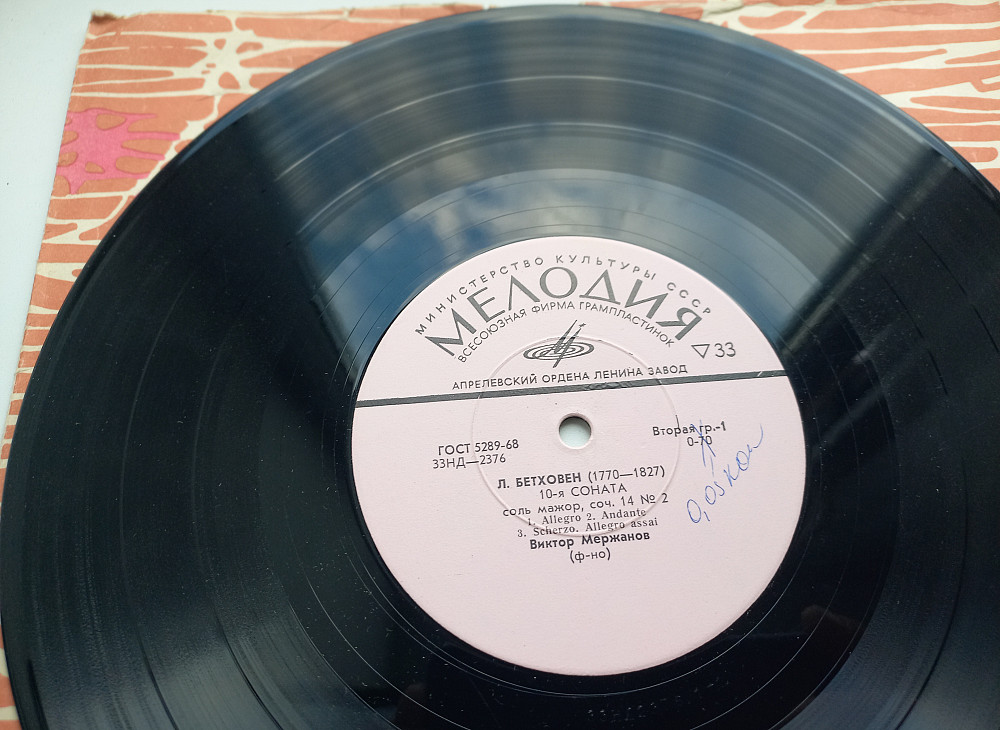 МИНИСТЕРСТВО КУЛЬТУРЫ СССР
МЕЛОДИЯ
ВСЕСОЮЗНАЯ ФИРМА ГРАМПЛАСТИНОК
33
АПРЕЛЕВСКИЙ ОРДЕНА ЛЕНИНА ЗАВОД
ГОСТ 5289-68
33НД—2376
Вторая гр.-1
0-70
Л. БЕТХОВЕН (1770—1827)
10-я СОНАТА
соль мажор, соч. 14 № 2
1. Allegro 2. Andante
3. Scherzo. Allegro assai
Виктор Мержанов
(ф-но)
0,05 коп